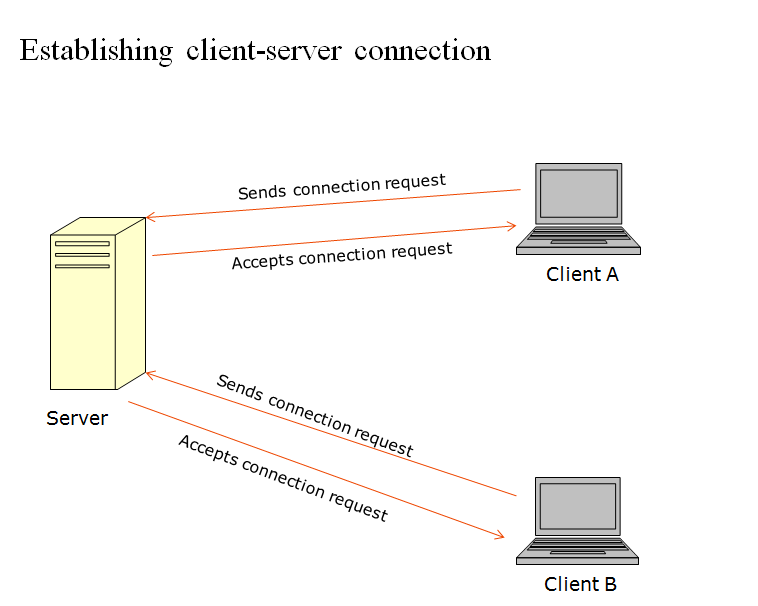 Establishing client-server connection
Sends connection request
Accepts connection request
Client A
Sends connection request
Server
Accepts connection request
Client B